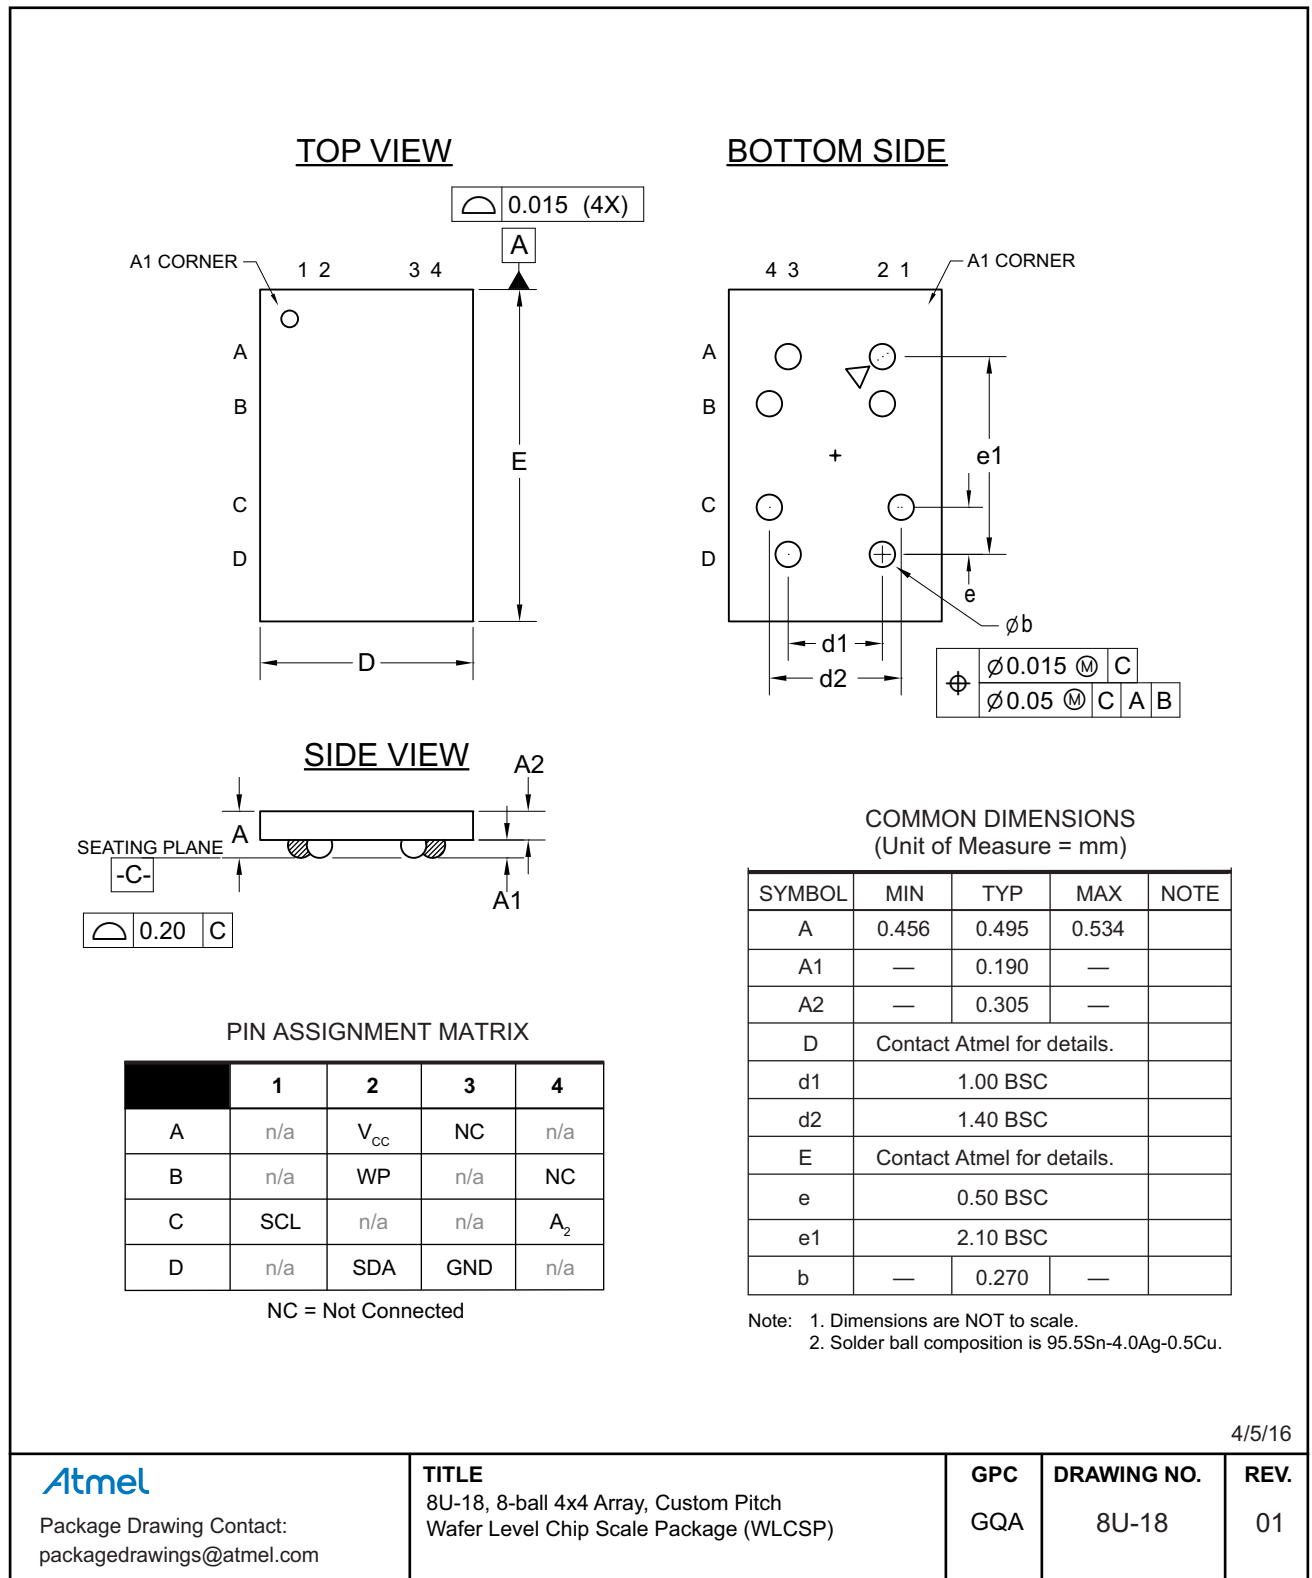 TOP VIEW
0.015 (4X)
A
A1 CORNER
1 2 3 4
A
B
C
D
E
D
BOTTOM SIDE
A1 CORNER
4 3 2 1
A
B
C
D
e1
e
d1
d2
øb
Ø0.015 Ⓜ C
Ø0.05 Ⓜ C A B
SIDE VIEW
A2
A
SEATING PLANE
-C-
A1
0.20 C
COMMON DIMENSIONS
(Unit of Measure = mm)
SYMBOL MIN TYP MAX NOTE
A 0.456 0.495 0.534
A1 — 0.190 —
A2 — 0.305 —
D Contact Atmel for details.
d1 1.00 BSC
d2 1.40 BSC
E Contact Atmel for details.
e 0.50 BSC
e1 2.10 BSC
b — 0.270 —
Note: 1. Dimensions are NOT to scale.
2. Solder ball composition is 95.5Sn-4.0Ag-0.5Cu.
PIN ASSIGNMENT MATRIX
1 2 3 4
A n/a VCC NC n/a
B n/a WP n/a NC
C SCL n/a n/a A2
D n/a SDA GND n/a
NC = Not Connected
4/5/16
Atmel
Package Drawing Contact:
packagedrawings@atmel.com
TITLE
8U-18, 8-ball 4x4 Array, Custom Pitch
Wafer Level Chip Scale Package (WLCSP)
GPC
GQA
DRAWING NO.
8U-18
REV.
01